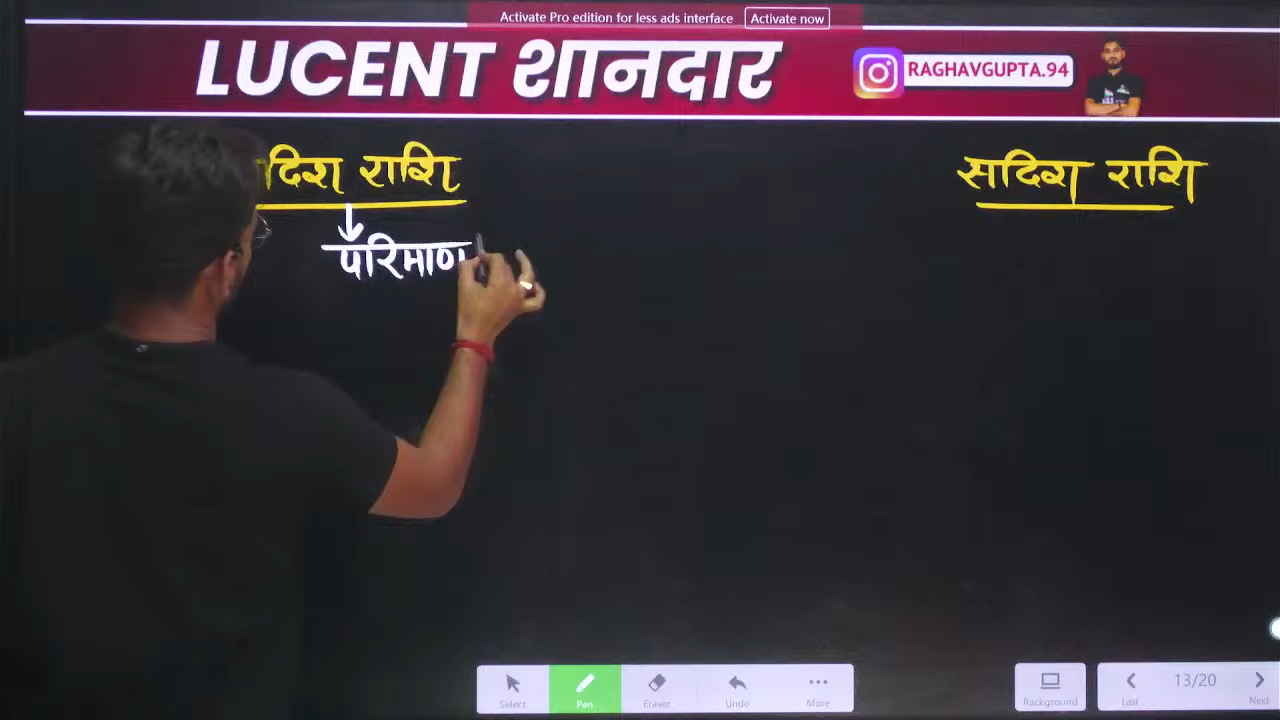 Activate Pro edition for less ads interface Activate now
LUCENT शानदार
RAGHAVGUPTA.94
दिश राशि
सदिश राशि
परिमाण
Select
Pen
Eraser
Undo
More
Background
Last
13/20
Next